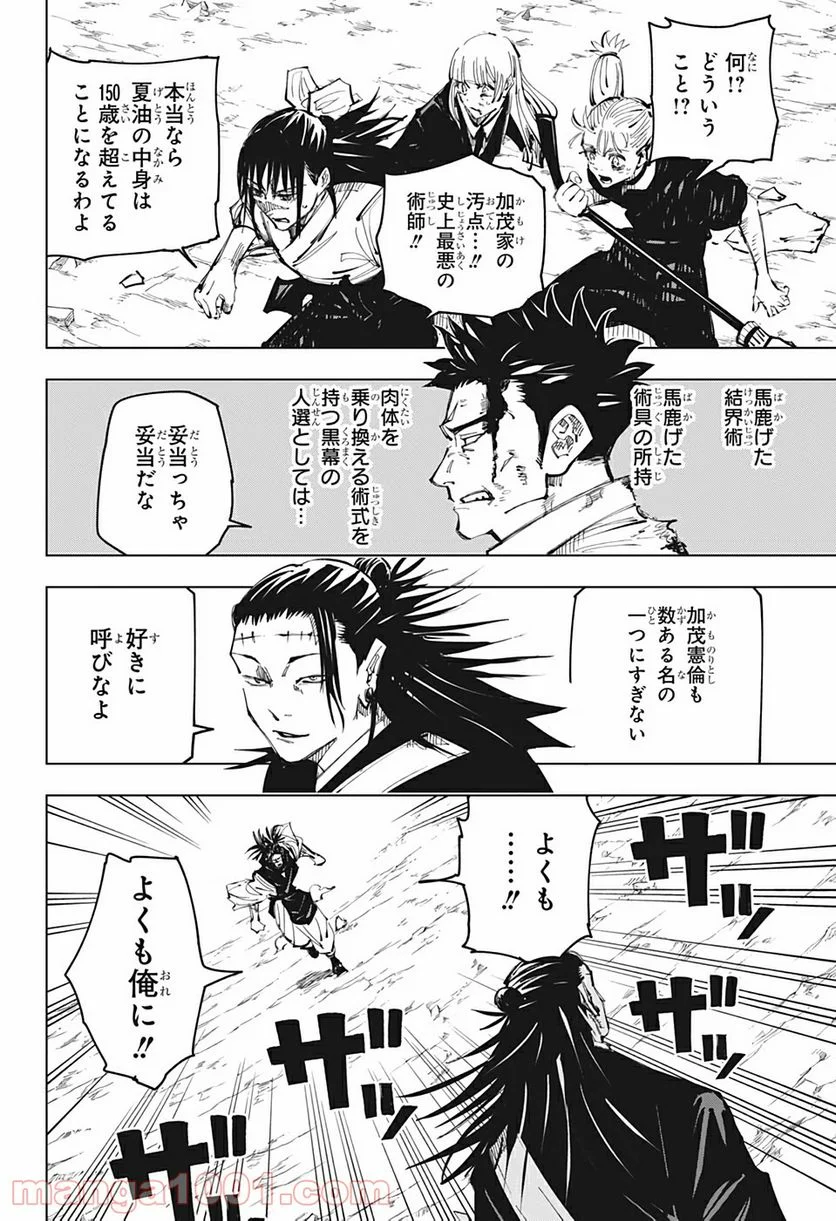 何!?
どういう
こと!?
加茂家の
汚点…!!
史上最悪の
術師!!
本当なら
夏油の中身は
150歳を超えてる
ことになるわよ
馬鹿げた
結界術
馬鹿げた
術具の所持
肉体を
乗り換える術式を
持つ黒幕の
人選としては…
妥当っちゃ
妥当だな
加茂憲倫も
数ある名の
一つにすぎない
好きに
呼びなよ
よくも
……!!
ザッ
ザッ
ザッ
よくも俺に!!
manga1001.com